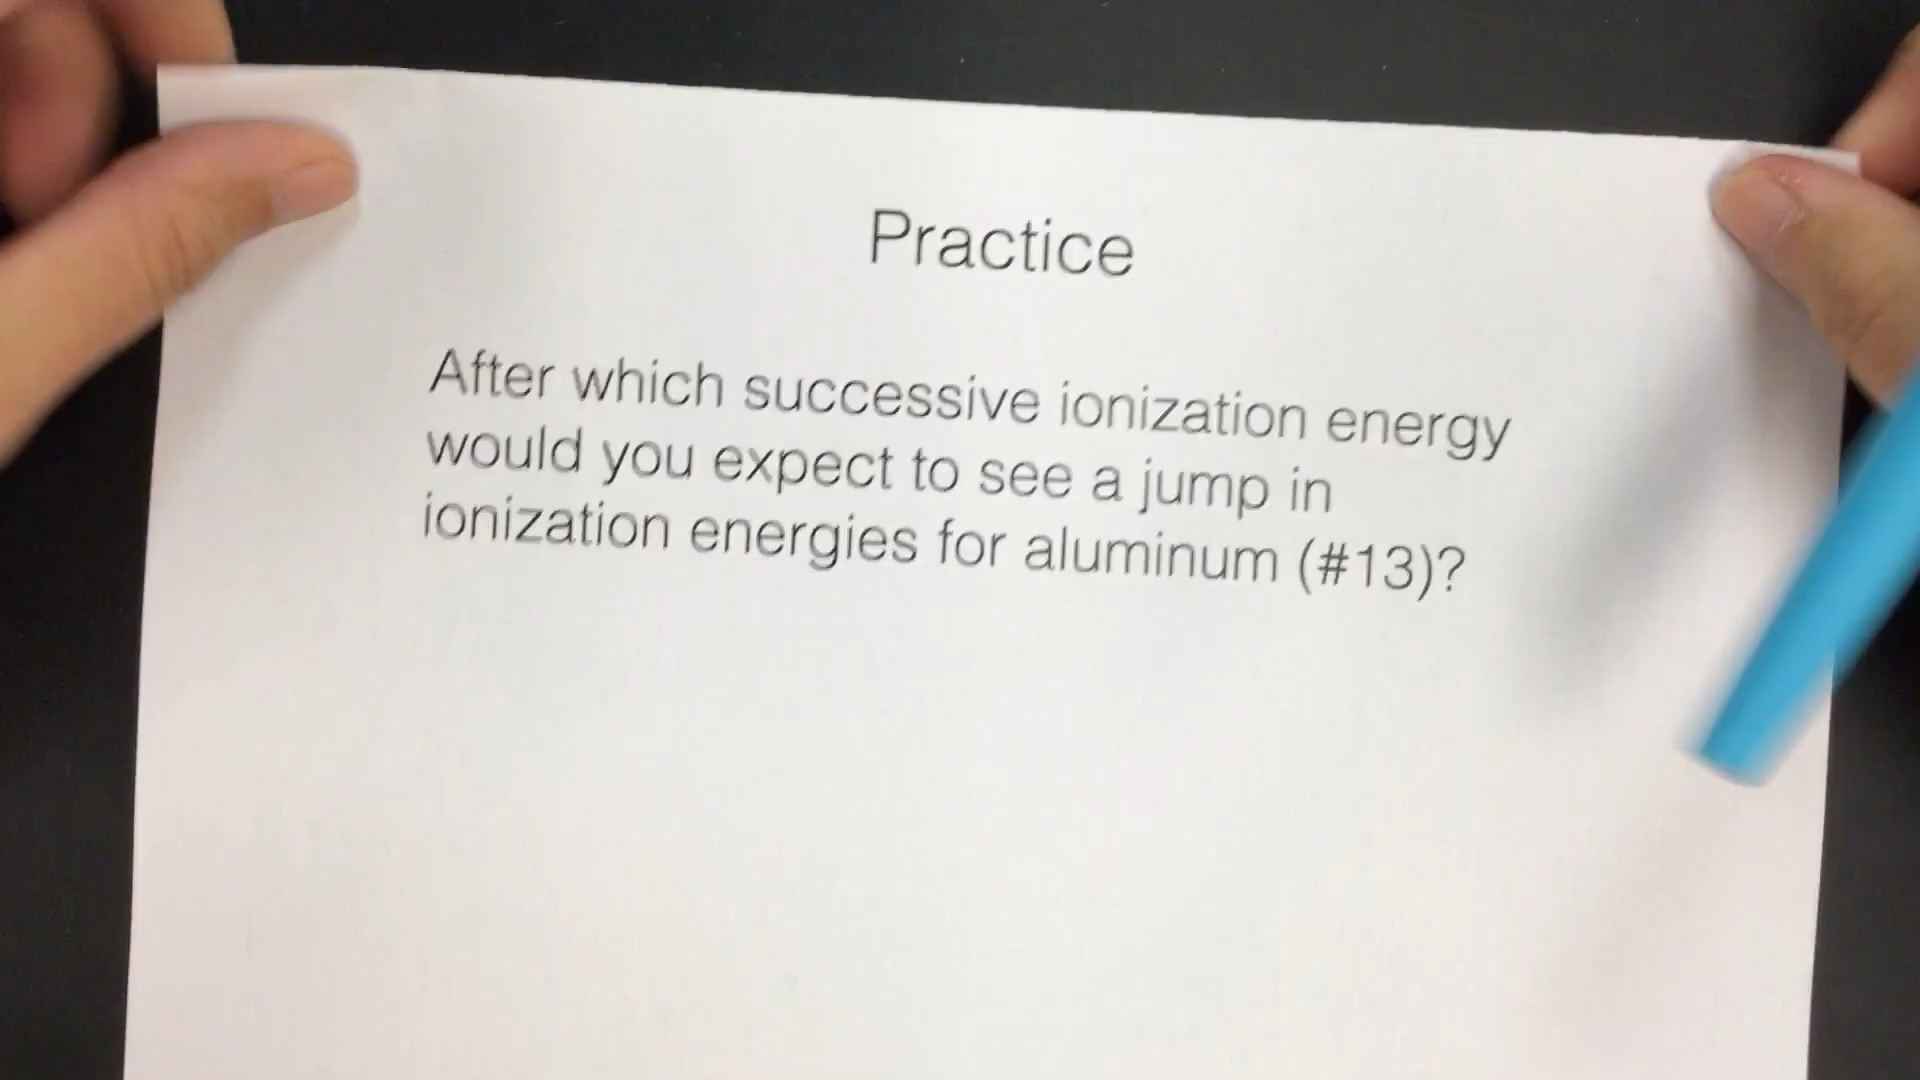 Practice
After which successive ionization energy
would you expect to see a jump in
ionization energies for aluminum (#13)?